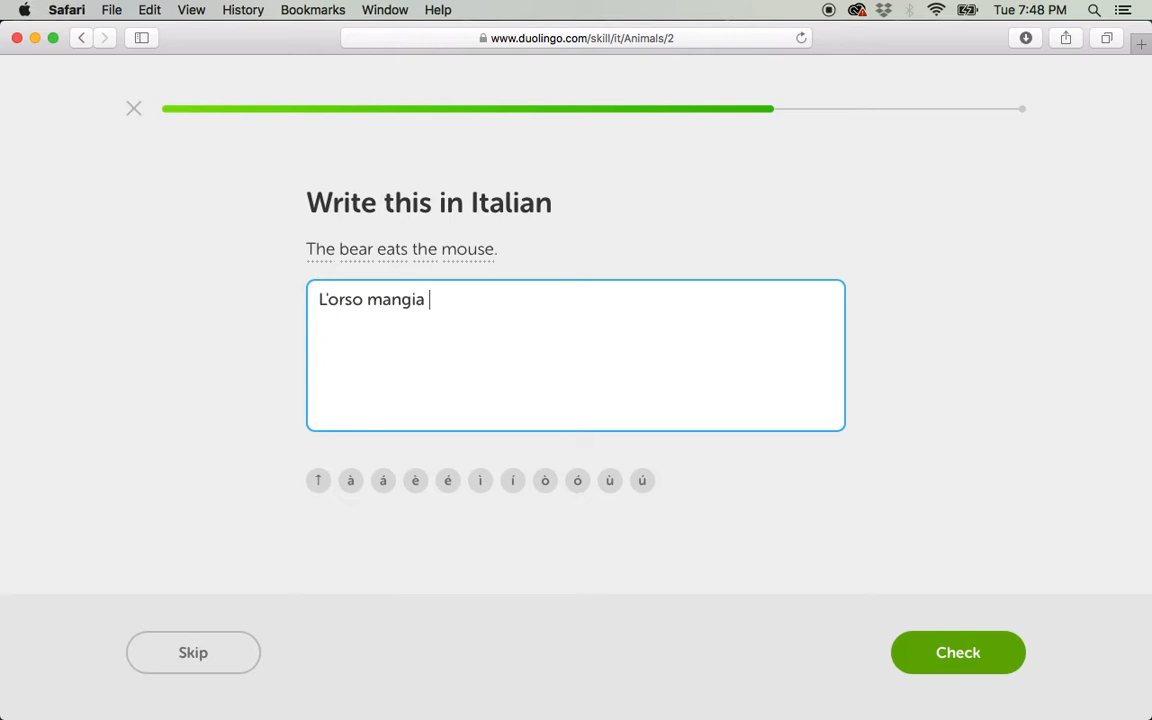 Safari File Edit View History Bookmarks Window Help Tue 7:48 PM
www.duolingo.com/skill/it/Animals/2
Write this in Italian
The bear eats the mouse.
L'orso mangia
↑ à á è é ì í ò ó ù ú
Skip Check